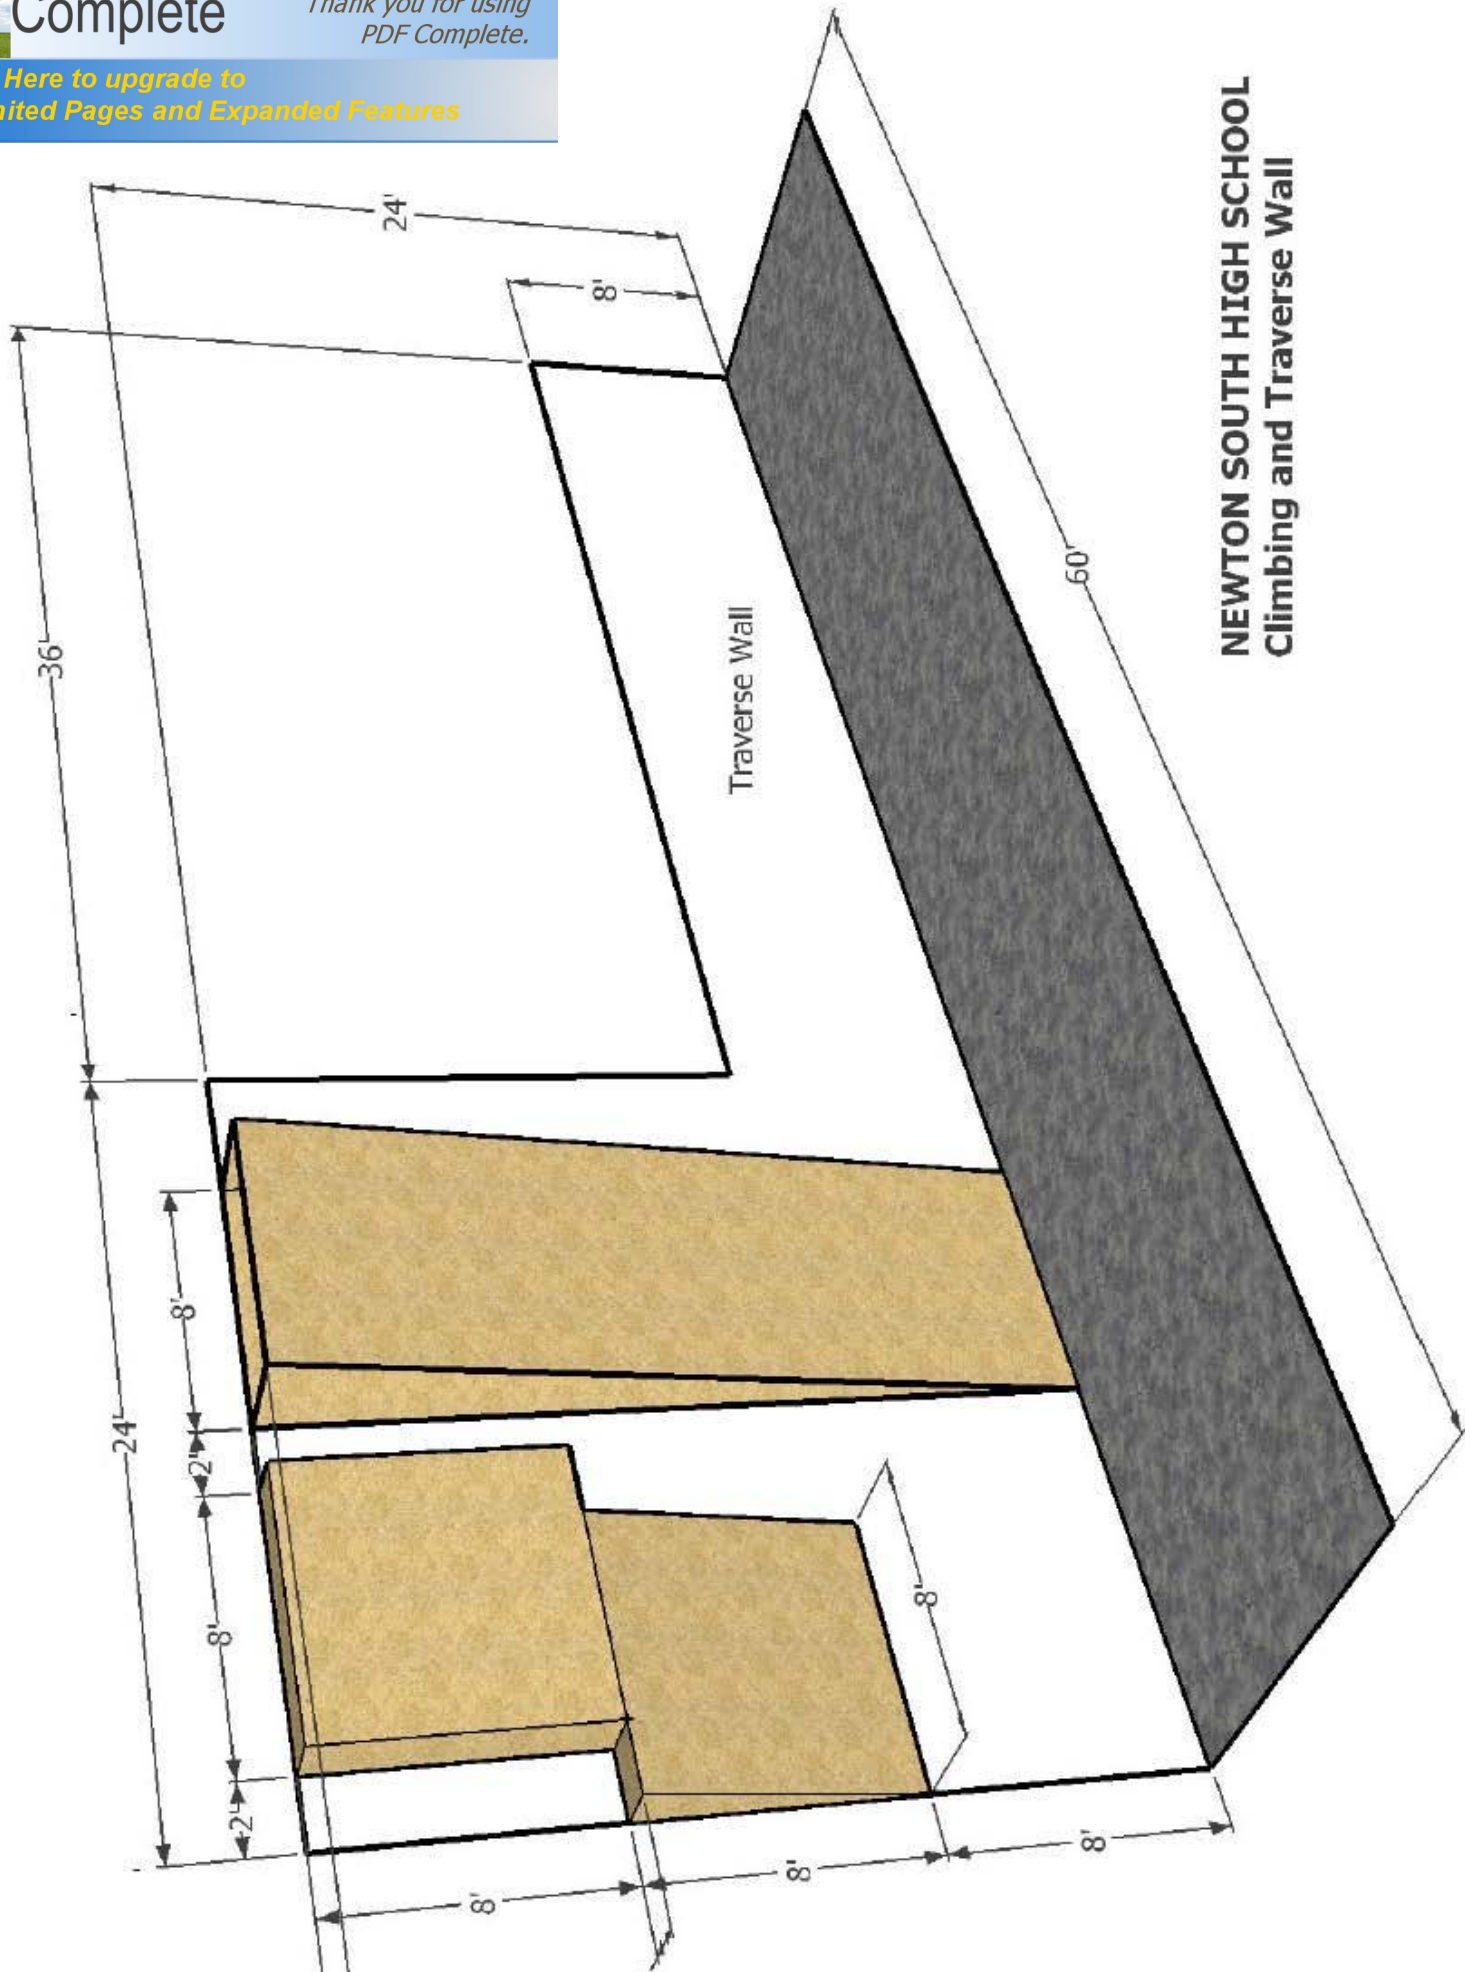 Complete
Thank you for using
PDF Complete.
Here to upgrade to
Pages and Expanded Features
NEWTON SOUTH HIGH SCHOOL
Climbing and Traverse Wall
Traverse Wall
36'
24'
8'
60'
24'
8'
2'
8'
2'
8'
8'
8'
8'